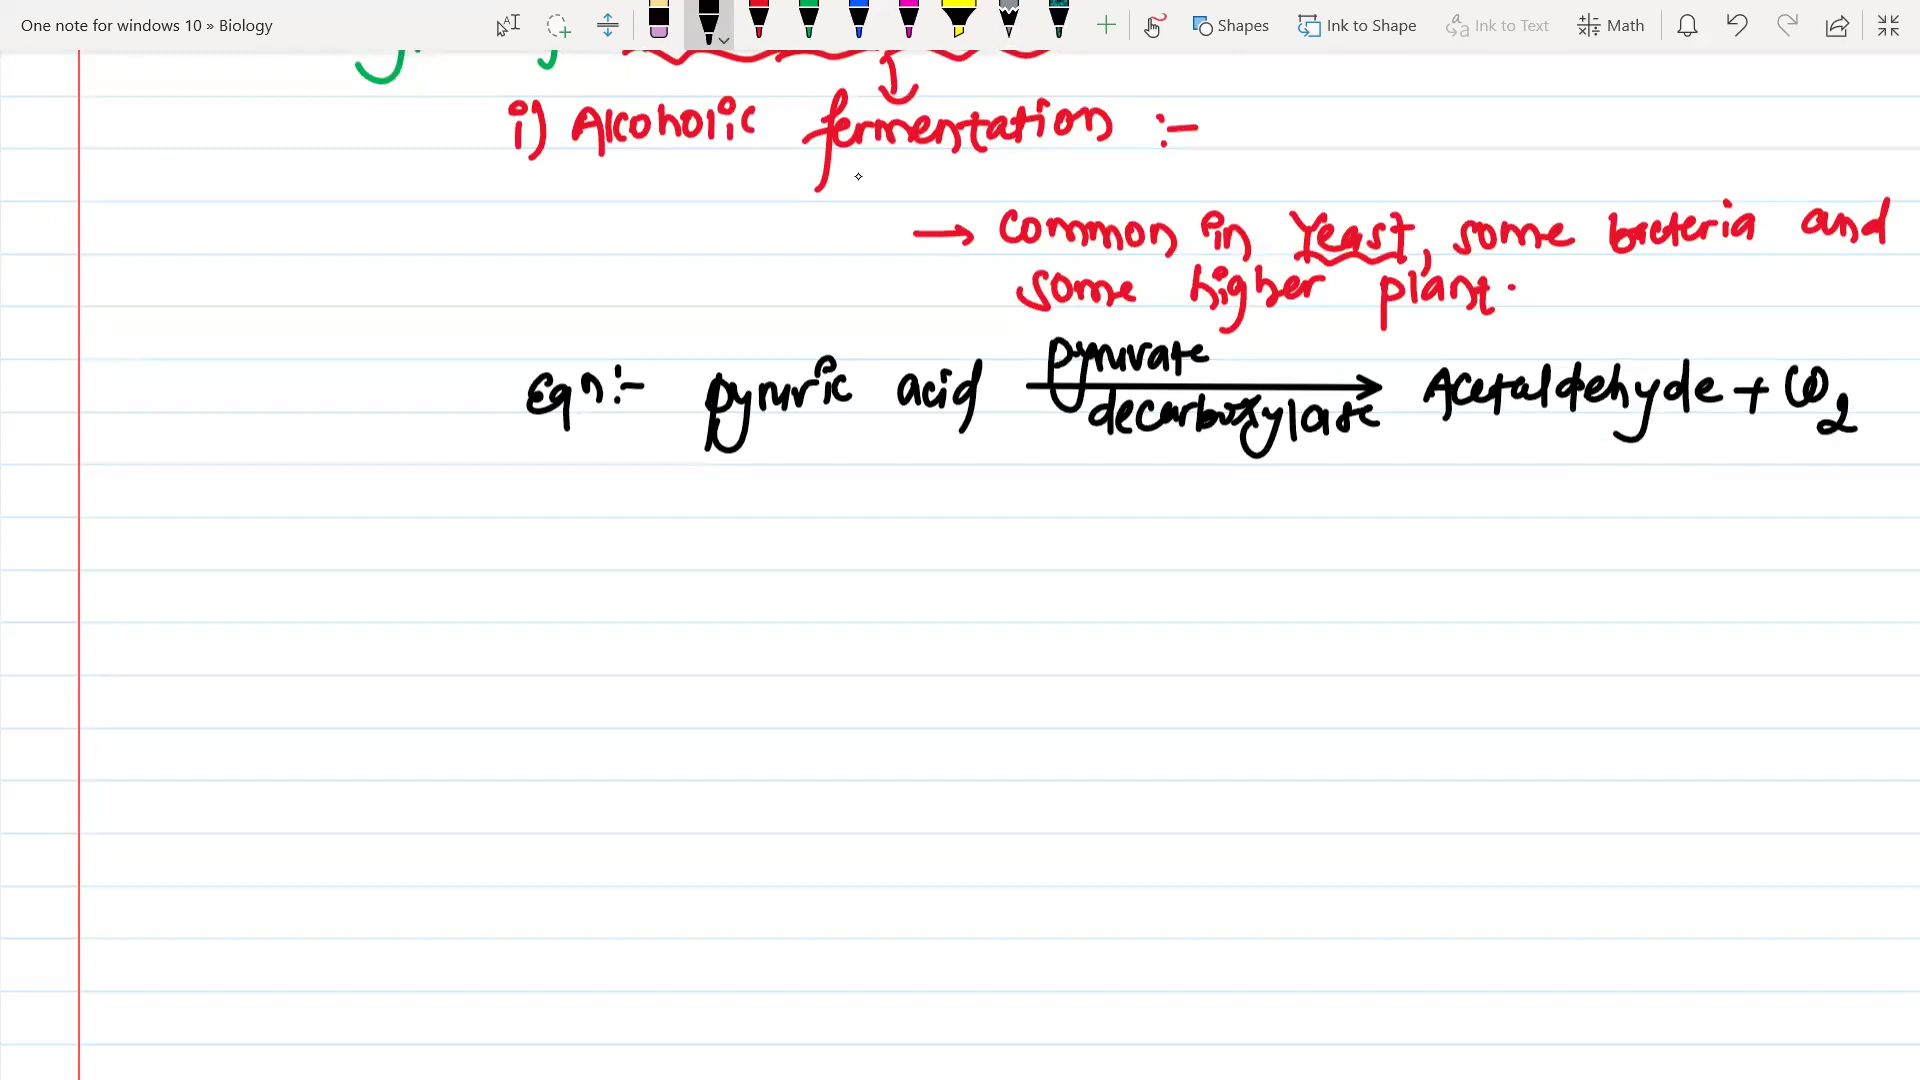 One note for windows 10 » Biology
Shapes
Ink to Shape
Ink to Text
Math
i) Alcoholic fermentation :-
→ Common in Yeast, some bacteria and
some higher plant.
Eqn:- pyruvic acid pyruvate decarboxylate → Acetaldehyde + CO2